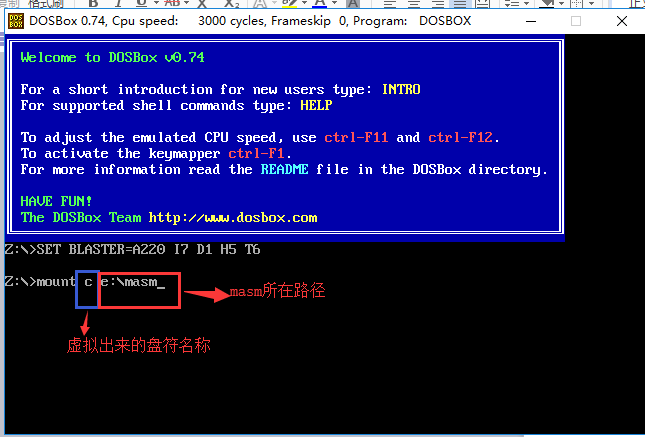 格式刷
B I U AB X X A
DOSBox 0.74, Cpu speed: 3000 cycles, Frameskip 0, Program: DOSBOX
Welcome to DOSBox v0.74
For a short introduction for new users type: INTRO
For supported shell commands type: HELP
To adjust the emulated CPU speed, use ctrl-F11 and ctrl-F12.
To activate the keymapper ctrl-F1.
For more information read the README file in the DOSBox directory.
HAVE FUN!
The DOSBox Team http://www.dosbox.com
Z:\>SET BLASTER=A220 I7 D1 H5 T6
Z:\>mount c e:\masm_
masm所在路径
虚拟出来的盘符名称